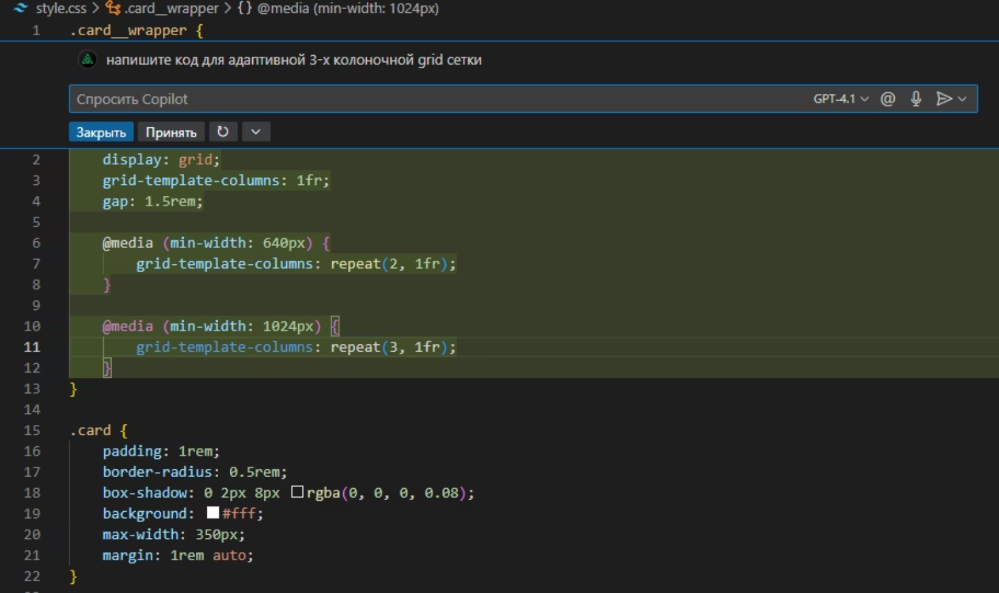 style.css > .card__wrapper > {} @media (min-width: 1024px)
1 .card__wrapper {
напишите код для адаптивной 3-х колоночной grid сетки
Спросить Copilot GPT-4.1 @
Закрыть Принять
2 display: grid;
3 grid-template-columns: 1fr;
4 gap: 1.5rem;
5
6 @media (min-width: 640px) {
7 grid-template-columns: repeat(2, 1fr);
8 }
9
10 @media (min-width: 1024px) {
11 grid-template-columns: repeat(3, 1fr);
12 }
13 }
14
15 .card {
16 padding: 1rem;
17 border-radius: 0.5rem;
18 box-shadow: 0 2px 8px rgba(0, 0, 0, 0.08);
19 background: #fff;
20 max-width: 350px;
21 margin: 1rem auto;
22 }